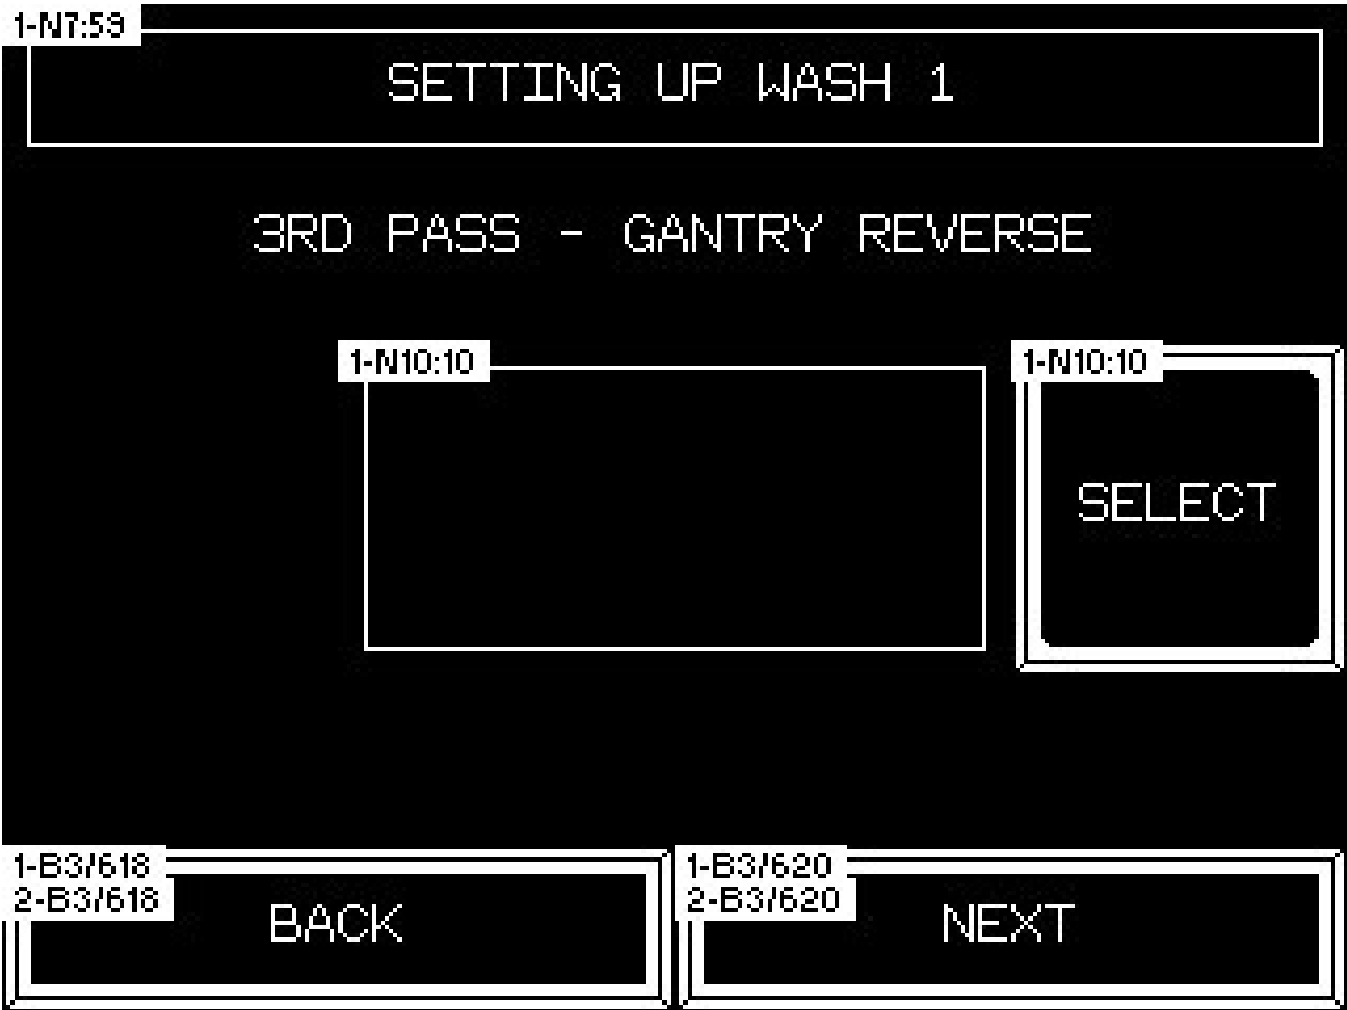 1-N7:59
SETTING UP WASH 1
3RD PASS - GANTRY REVERSE
1-N10:10
1-N10:10
SELECT
1-B3/618
2-B3/618
BACK
1-B3/620
2-B3/620
NEXT